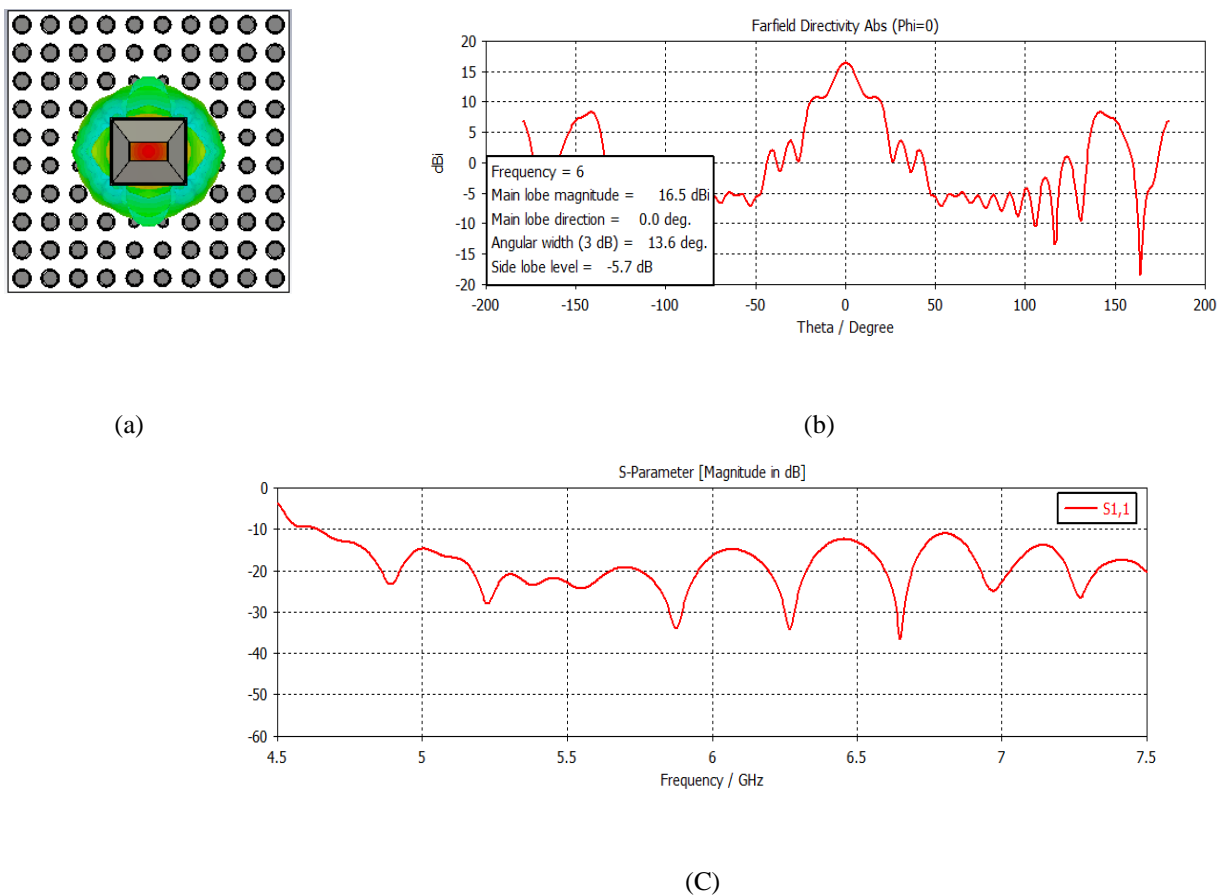 Farfield Directivity Abs (Phi=0)
20
15
10
5
0
-5
-10
-15
-20
dBi
Frequency = 6
Main lobe magnitude = 16.5 dBi
Main lobe direction = 0.0 deg.
Angular width (3 dB) = 13.6 deg.
Side lobe level = -5.7 dB
-200 -150 -100 -50 0 50 100 150 200
Theta / Degree
(a)
(b)
S-Parameter [Magnitude in dB]
0
-10
-20
-30
-40
-50
-60
S1,1
4.5 5 5.5 6 6.5 7 7.5
Frequency / GHz
(C)